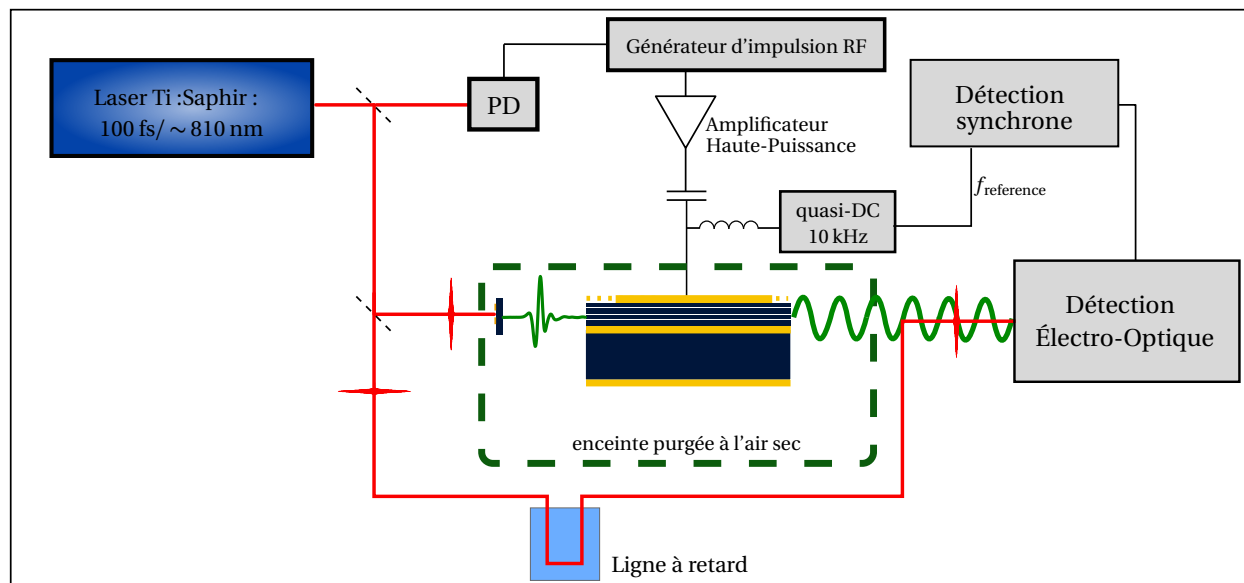 Générateur d'impulsion RF
Laser Ti :Saphir :
100 fs/ ∼ 810 nm
PD
Amplificateur
Haute-Puissance
Détection
synchrone
freference
quasi-DC
10 kHz
Détection
Électro-Optique
enceinte purgée à l'air sec
Ligne à retard